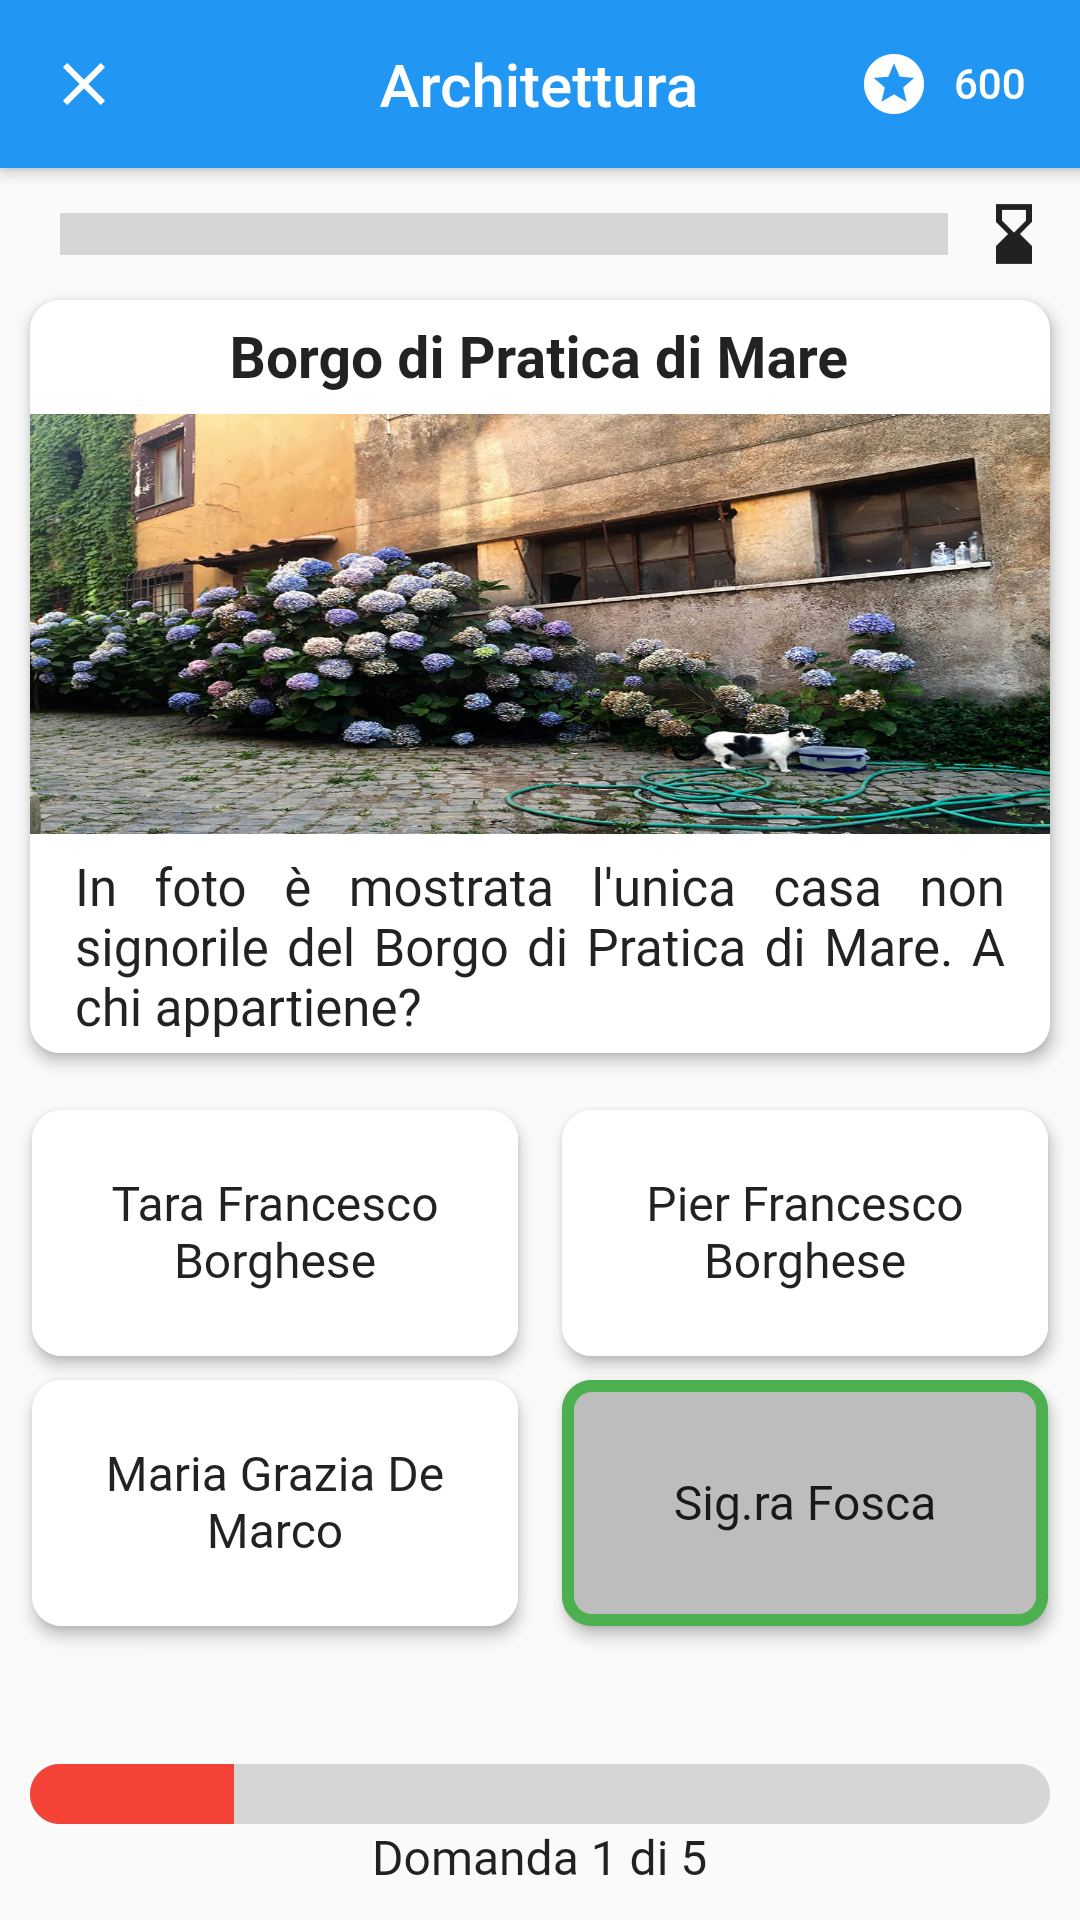 Architettura
600
Borgo di Pratica di Mare
In foto è mostrata l'unica casa non
signorile del Borgo di Pratica di Mare. A
chi appartiene?
Tara Francesco
Borghese
Pier Francesco
Borghese
Maria Grazia De
Marco
Sig.ra Fosca
Domanda 1 di 5